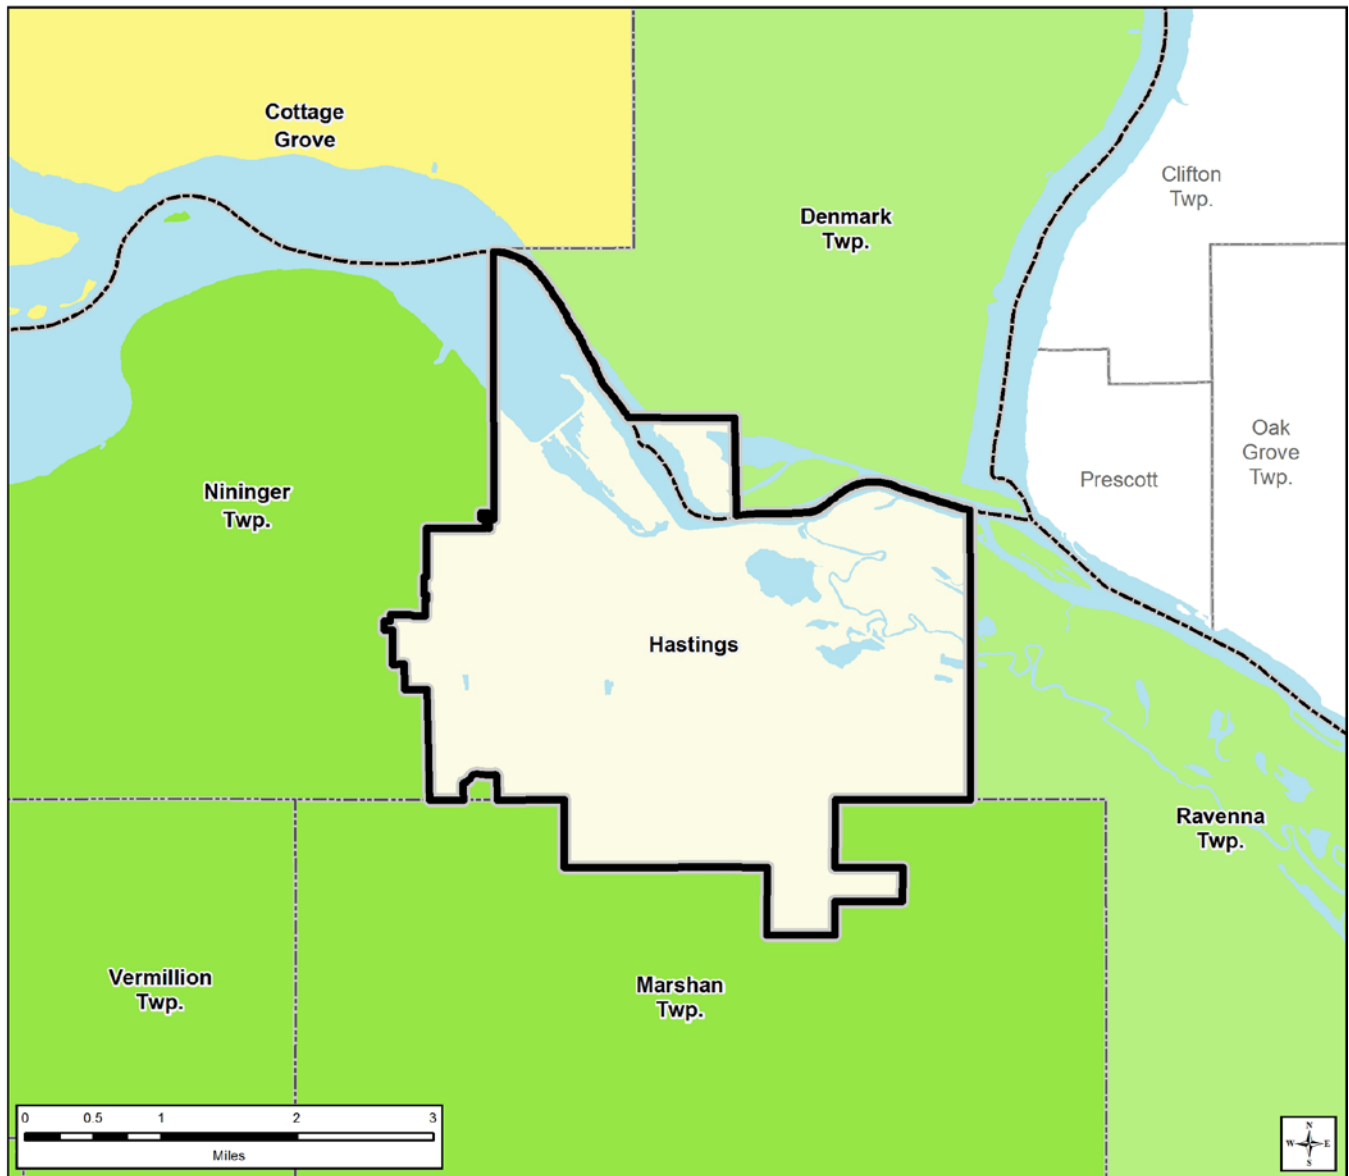 Cottage
Grove
Clifton
Twp.
Denmark
Twp.
Oak
Grove
Twp.
Prescott
Nininger
Twp.
Hastings
Ravenna
Twp.
Vermillion
Twp.
Marshan
Twp.
0 0.5 1 2 3
Miles
N
W E
S